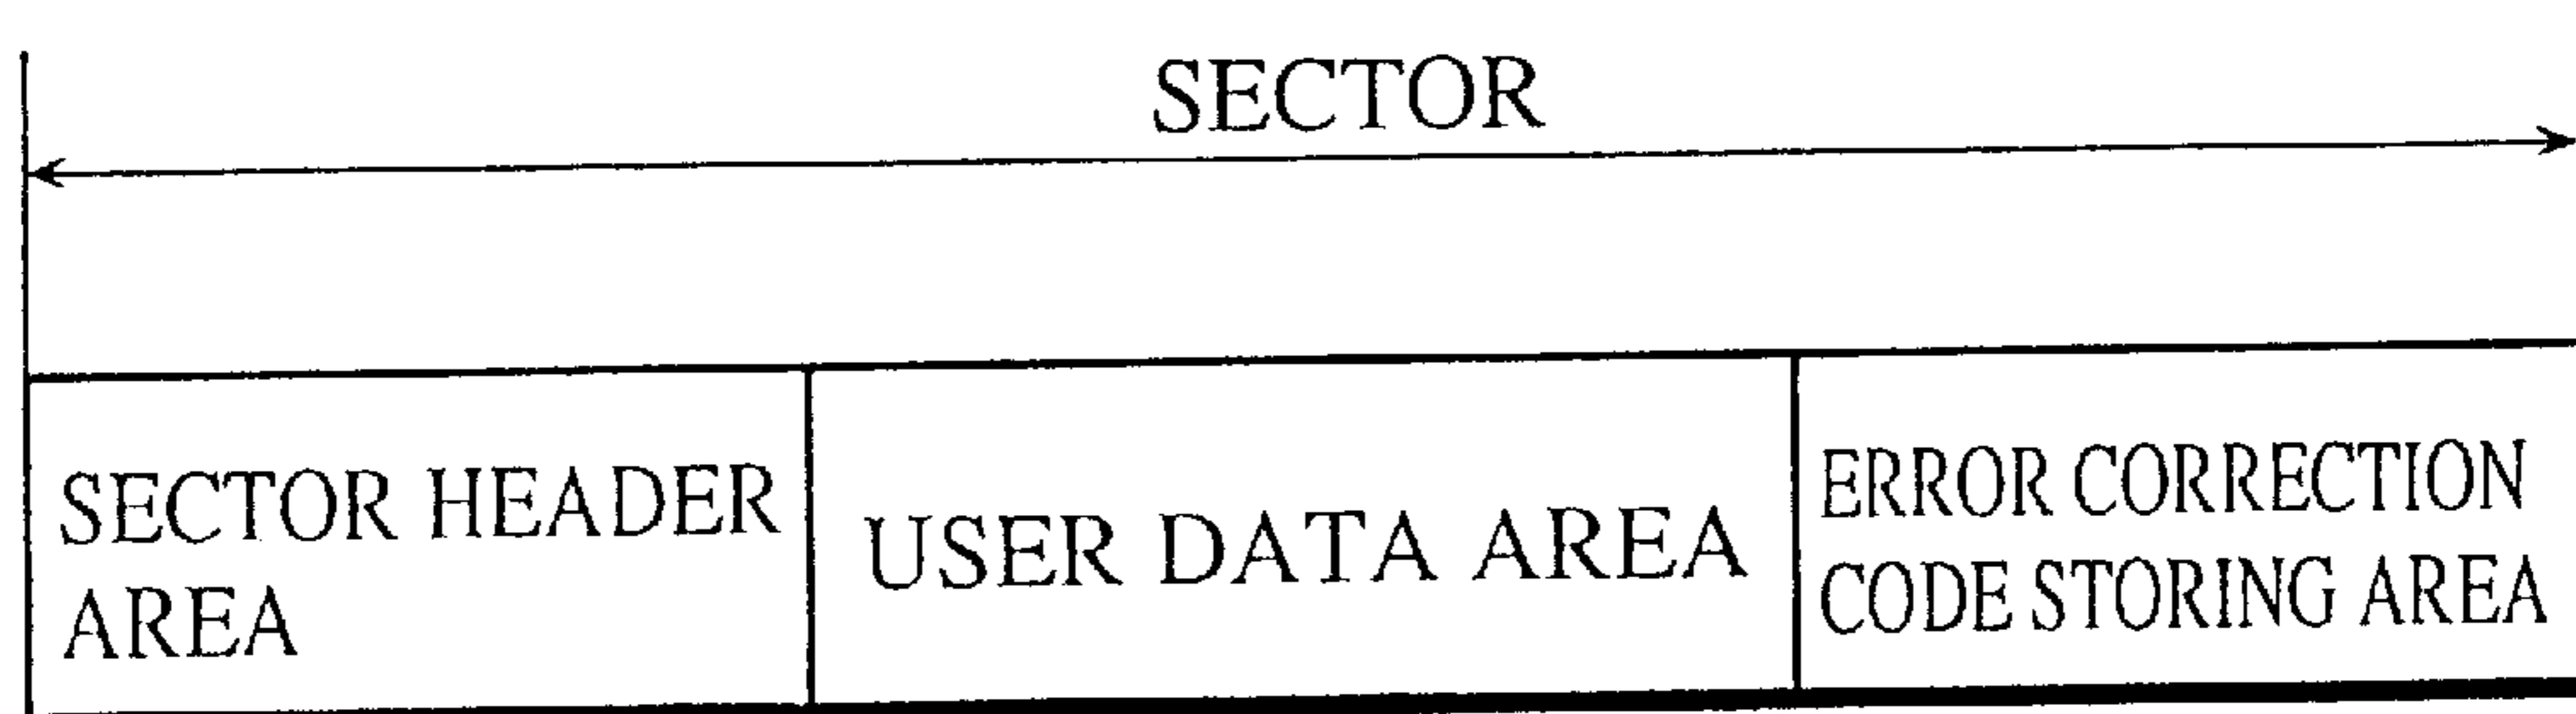 SECTOR
SECTOR HEADER
AREA
USER DATA AREA
ERROR CORRECTION
CODE STORING AREA